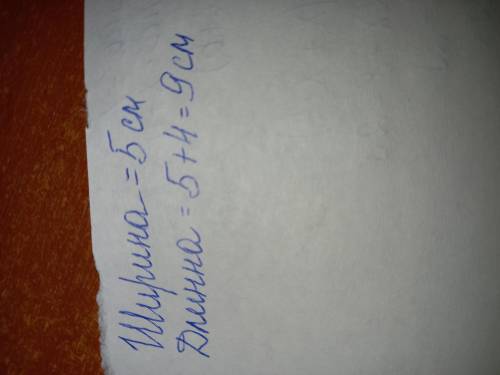 Ширина = 5 см
Длинна = 5+4 = 9 см